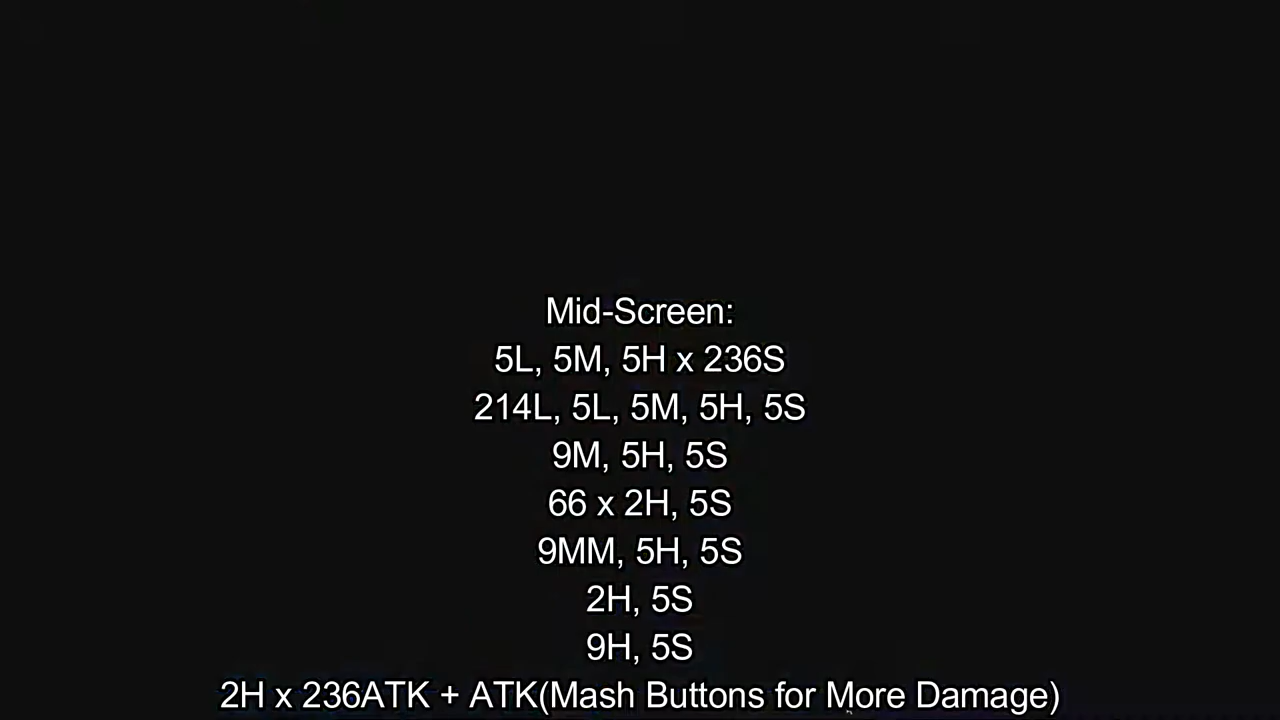 Mid-Screen:
5L, 5M, 5H x 236S
214L, 5L, 5M, 5H, 5S
9M, 5H, 5S
66 x 2H, 5S
9MM, 5H, 5S
2H, 5S
9H, 5S
2H x 236ATK + ATK(Mash Buttons for More Damage)